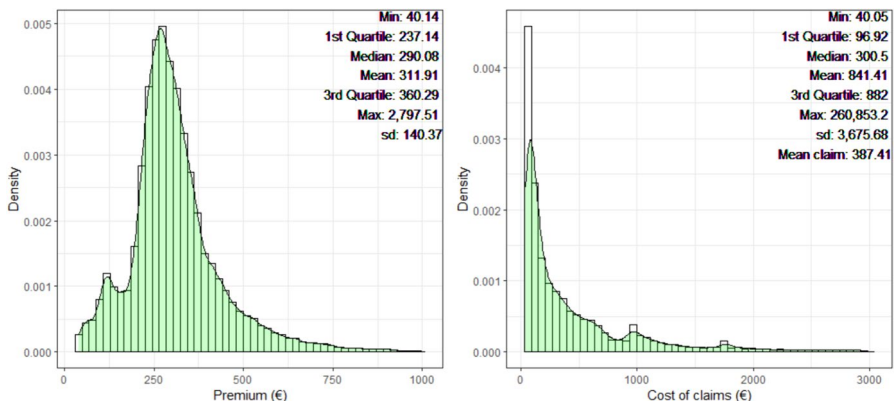 Min: 40.14
1st Quartile: 237.14
Median: 290.08
Mean: 311.91
3rd Quartile: 360.29
Max: 2,797.51
sd: 140.37
0.005
0.004
0.003
0.002
0.001
0.000
Density
0
250
500
750
1000
Premium (€)
Min: 40.05
1st Quartile: 96.92
Median: 300.5
Mean: 841.41
3rd Quartile: 882
Max: 260,853.2
sd: 3,675.68
Mean claim: 387.41
0.004
0.003
0.002
0.001
0.000
Density
0
1000
2000
3000
Cost of claims (€)